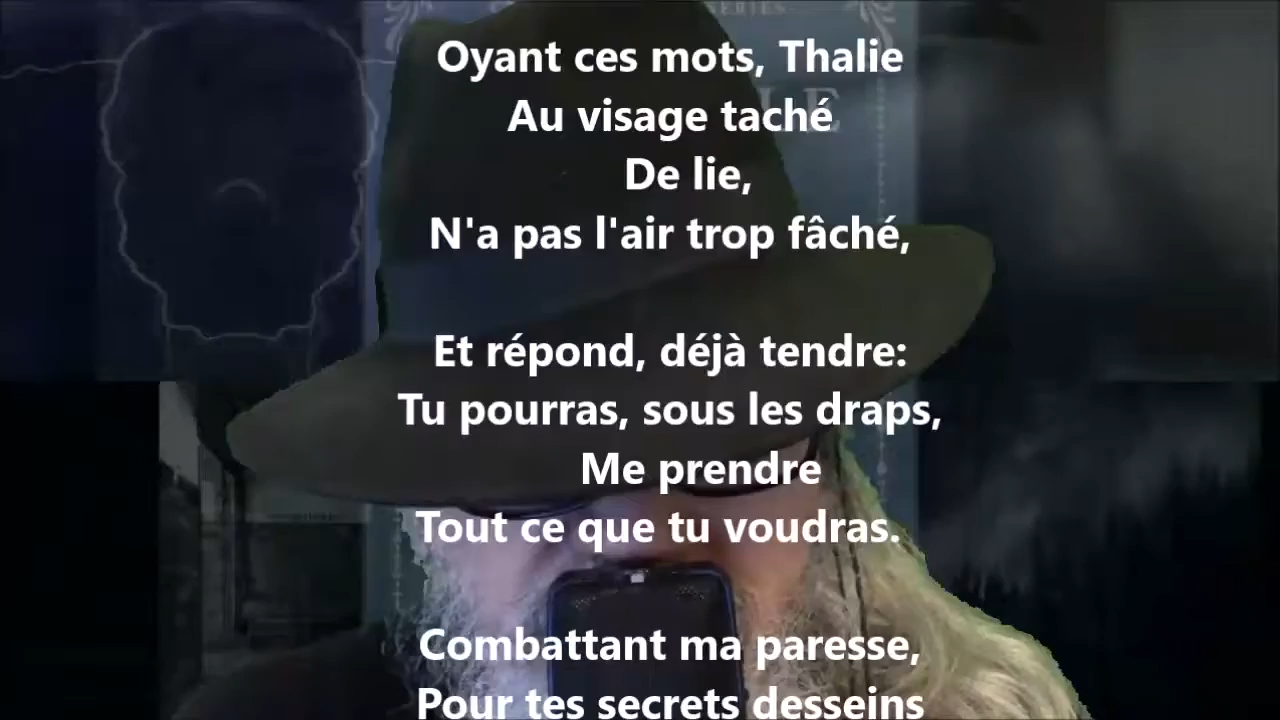 Oyant ces mots, Thalie
Au visage taché
De lie,
N'a pas l'air trop fâché,
Et répond, déjà tendre:
Tu pourras, sous les draps,
Me prendre
Tout ce que tu voudras.
Combattant ma paresse,
Pour tes secrets desseins